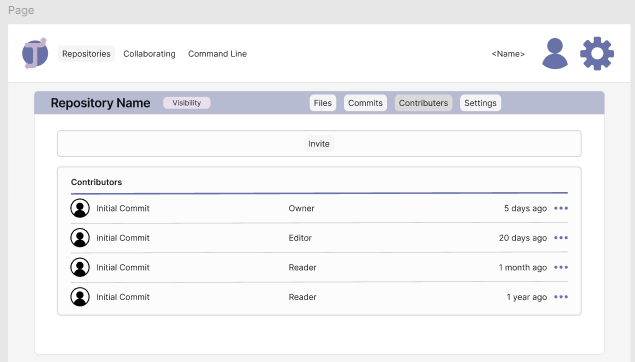 Page
Repositories Collaborating Command Line <Name>
Repository Name Visibility Files Commits Contributers Settings
Invite
Contributors
Initial Commit Owner 5 days ago
Initial Commit Editor 20 days ago
Initial Commit Reader 1 month ago
Initial Commit Reader 1 year ago